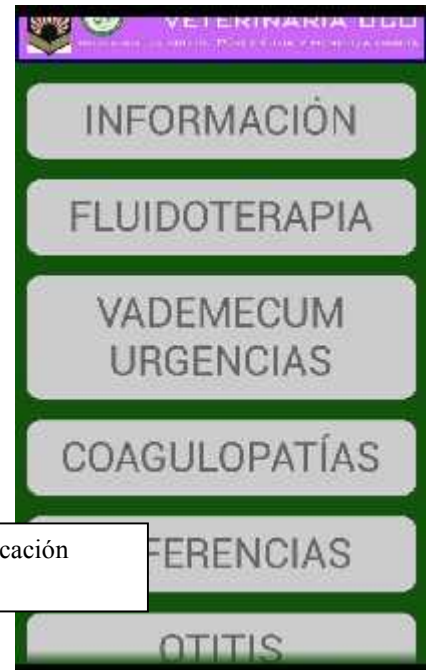 VETERINARIA UCO
INFORMACIÓN
FLUIDOTERAPIA
VADEMECUM
URGENCIAS
COAGULOPATÍAS
cación
FERENCIAS
OTITIS